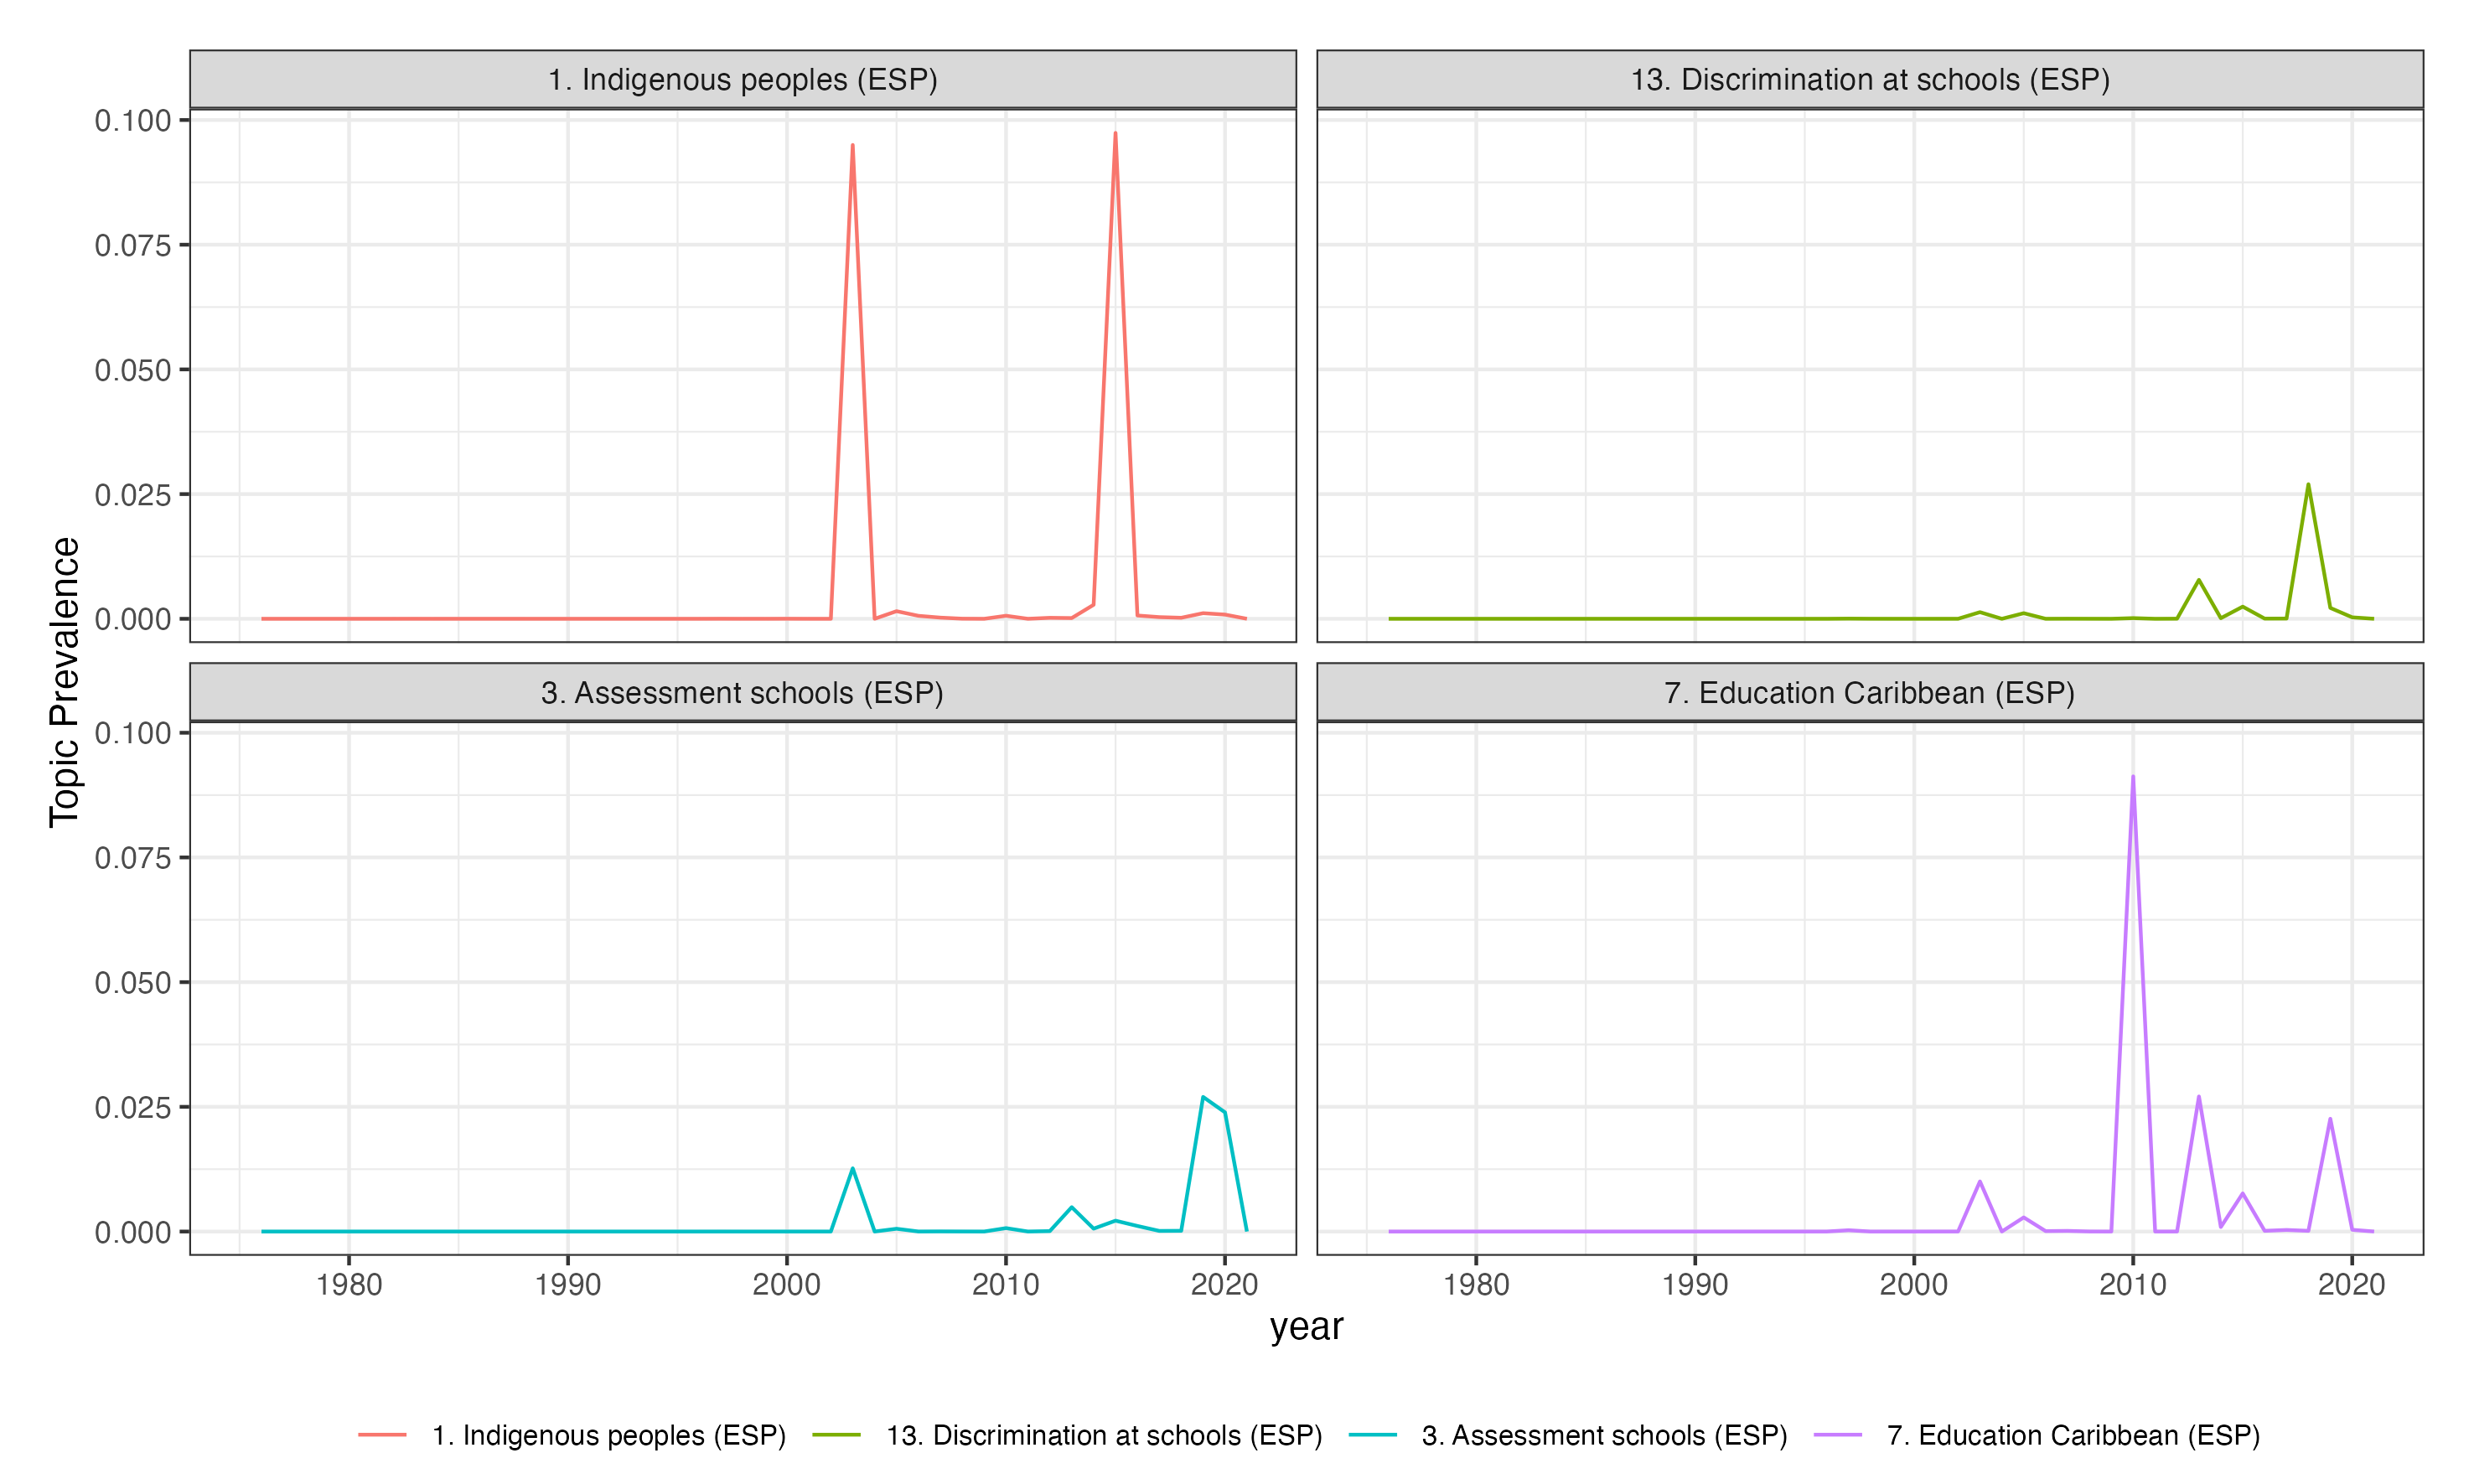 1. Indigenous peoples (ESP)
13. Discrimination at schools (ESP)
0.100
0.075
0.050
0.025
0.000
Topic Prevalence
3. Assessment schools (ESP)
7. Education Caribbean (ESP)
0.100
0.075
0.050
0.025
0.000
1980 1990 2000 2010 2020
1980 1990 2000 2010 2020
year
1. Indigenous peoples (ESP) 13. Discrimination at schools (ESP) 3. Assessment schools (ESP) 7. Education Caribbean (ESP)